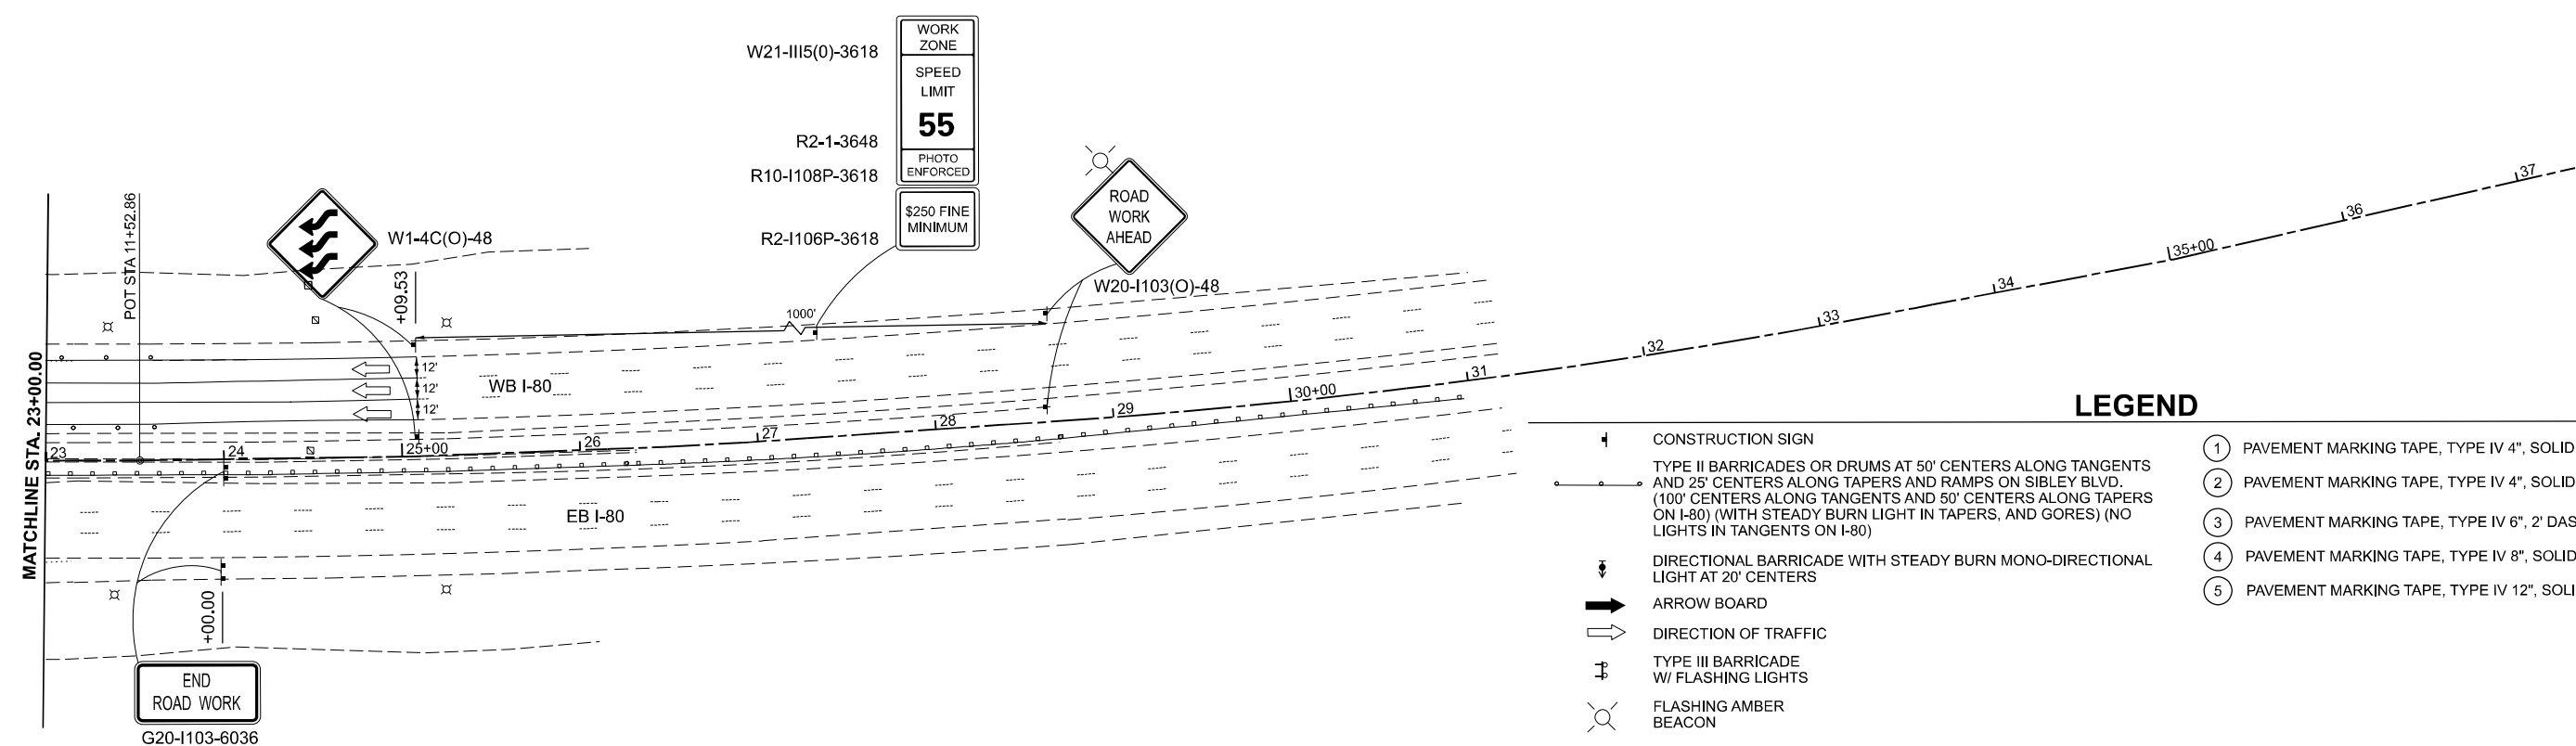 WORK
ZONE
SPEED
LIMIT
55
PHOTO
ENFORCED
$250 FINE
MINIMUM
W21-III5(0)-3618
R2-1-3648
R10-I108P-3618
R2-I106P-3618
ROAD
WORK
AHEAD
W20-I103(O)-48
W1-4C(O)-48
POT STA 11+52.86
+09.53
1000'
12'
12'
12'
WB I-80
EB I-80
MATCHLINE STA. 23+00.00
23
24
25+00
26
27
28
29
30+00
31
32
33
34
35+00
36
37
+00.00
END
ROAD WORK
G20-I103-6036
LEGEND
CONSTRUCTION SIGN
TYPE II BARRICADES OR DRUMS AT 50' CENTERS ALONG TANGENTS
AND 25' CENTERS ALONG TAPERS AND RAMPS ON SIBLEY BLVD.
(100' CENTERS ALONG TANGENTS AND 50' CENTERS ALONG TAPERS
ON I-80) (WITH STEADY BURN LIGHT IN TAPERS, AND GORES) (NO
LIGHTS IN TANGENTS ON I-80)
DIRECTIONAL BARRICADE WITH STEADY BURN MONO-DIRECTIONAL
LIGHT AT 20' CENTERS
ARROW BOARD
DIRECTION OF TRAFFIC
TYPE III BARRICADE
W/ FLASHING LIGHTS
FLASHING AMBER
BEACON
1 PAVEMENT MARKING TAPE, TYPE IV 4", SOLID
2 PAVEMENT MARKING TAPE, TYPE IV 4", SOLID
3 PAVEMENT MARKING TAPE, TYPE IV 6", 2' DAS
4 PAVEMENT MARKING TAPE, TYPE IV 8", SOLID
5 PAVEMENT MARKING TAPE, TYPE IV 12", SOLI